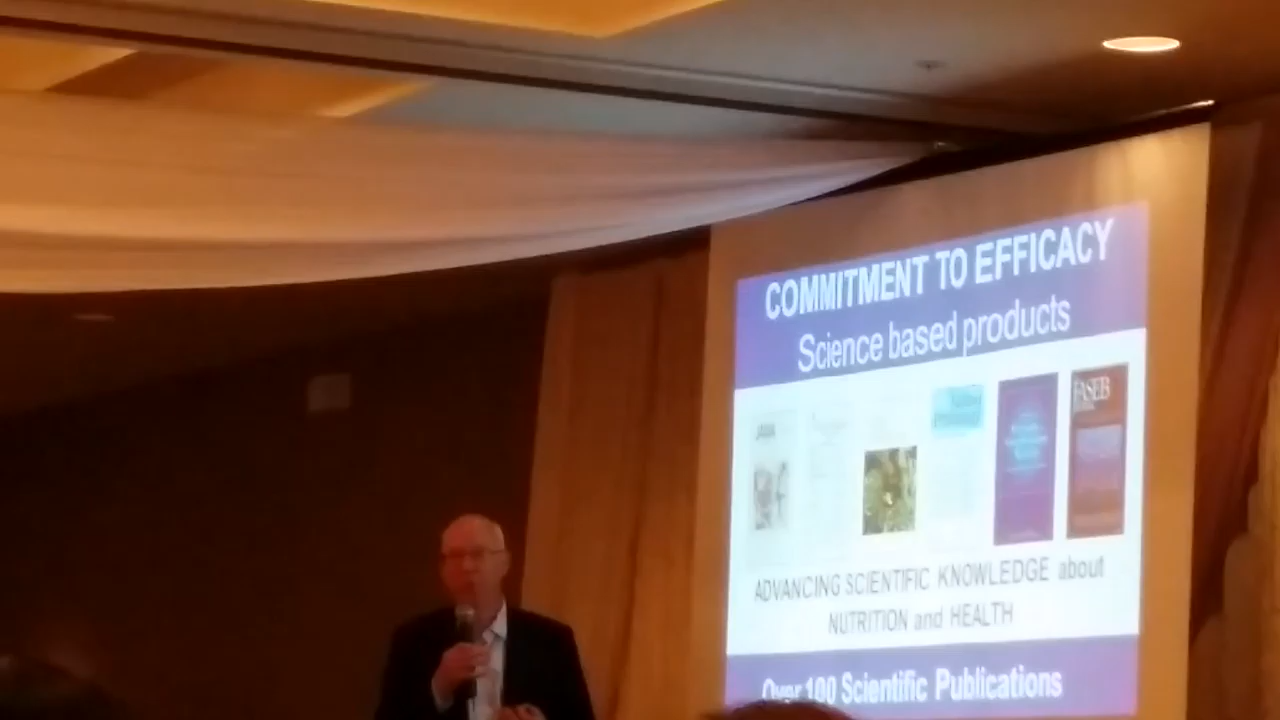 COMMITMENT TO EFFICACY
Science based products
JAMA
FASEB
ADVANCING SCIENTIFIC KNOWLEDGE about
NUTRITION and HEALTH
Over 100 Scientific Publications